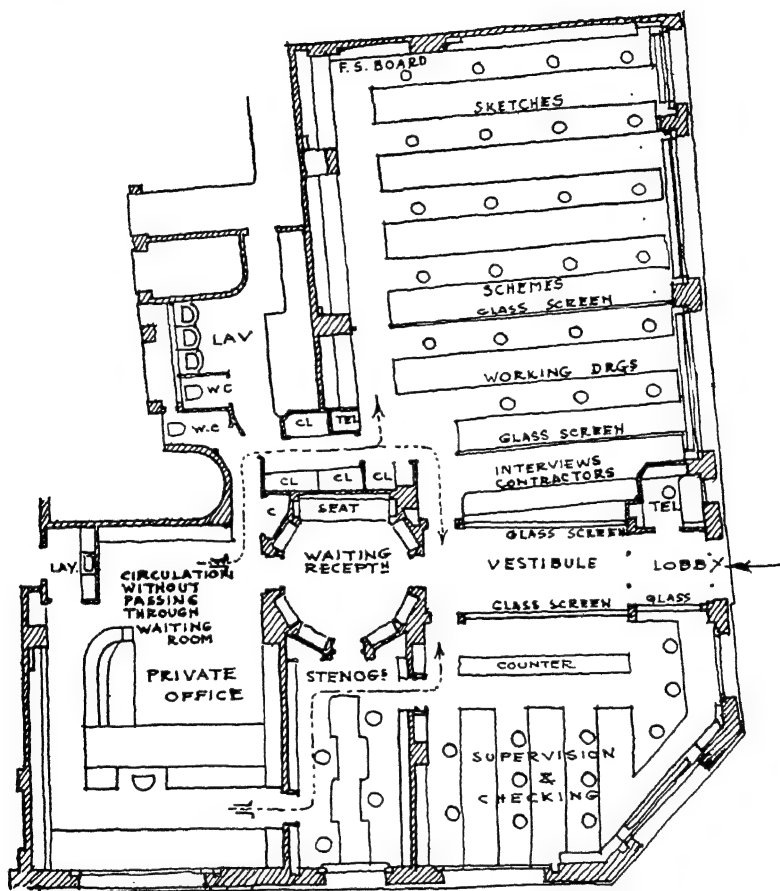 F. S. BOARD
SKETCHES
SCHEMES
GLASS SCREEN
LAV
W C
W.C
CL
TEL
WORKING DRGS
GLASS SCREEN
INTERVIEWS
CONTRACTORS
CL
CL
CL
C
SEAT
TEL
GLASS SCREEN
WAITING
RECEPTN
VESTIBULE
LOBBY
LAV.
CIRCULATION
WITHOUT
PASSING
THROUGH
WAITING
ROOM
GLASS SCREEN
GLASS
PRIVATE
OFFICE
STENOGS
COUNTER
SUPERVISION
&
CHECKING